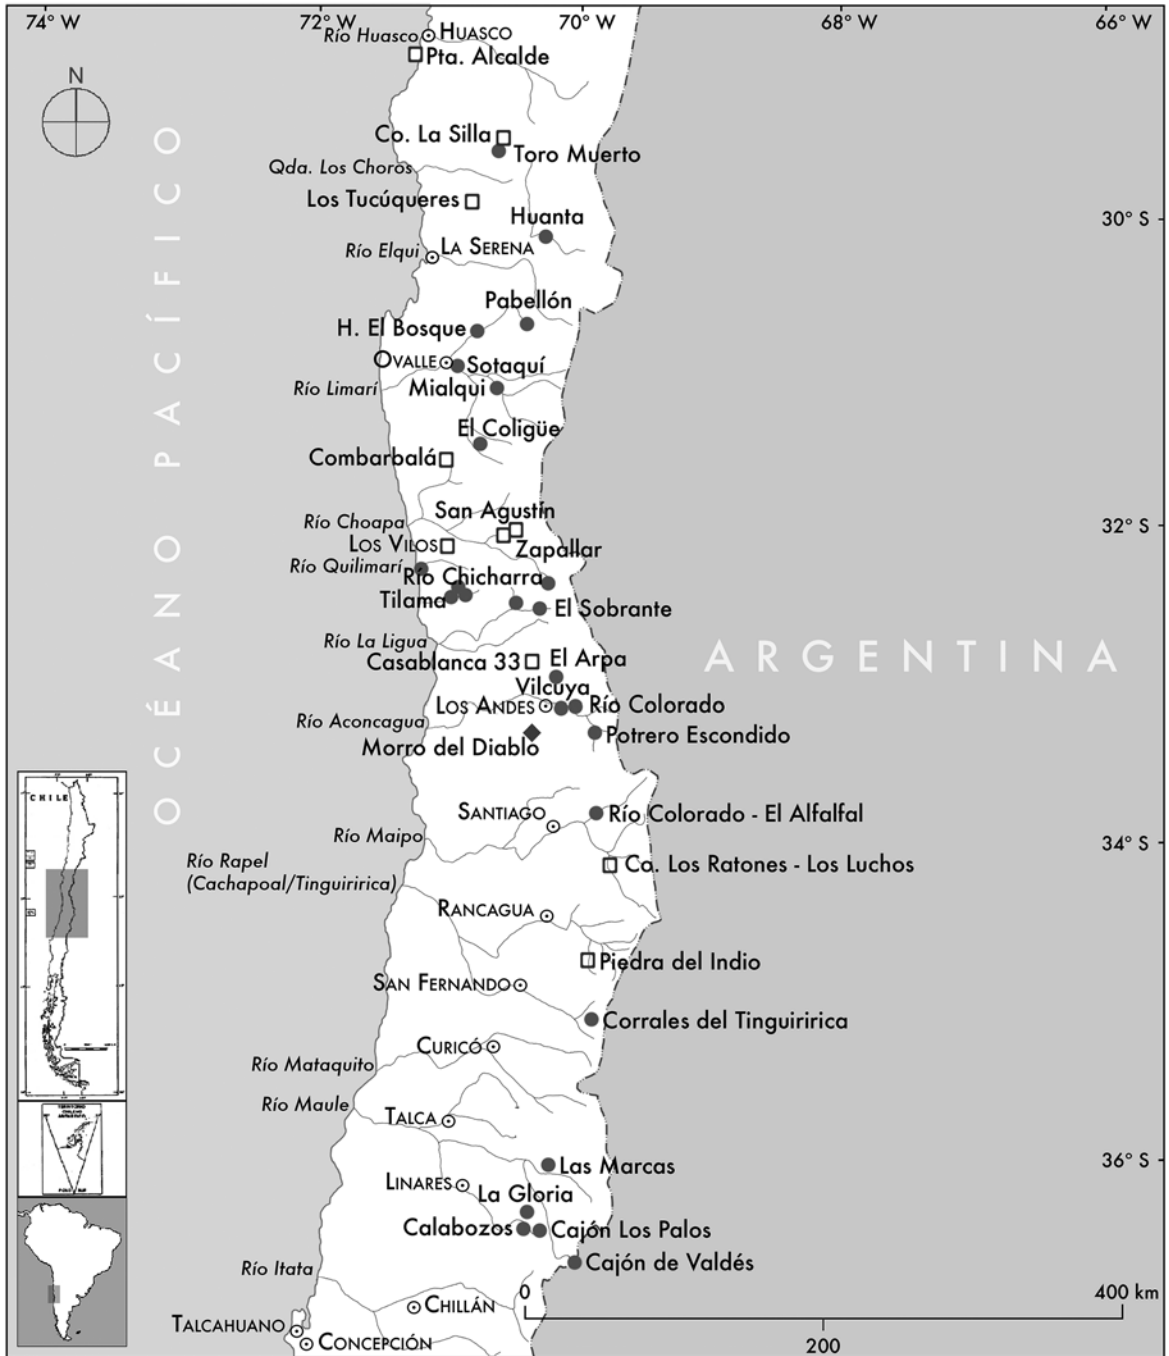 74° W
72° W
70° W
68° W
66° W
Río Huasco
HUASCO
Pta. Alcalde
N
Co. La Silla
Toro Muerto
Qda. Los Choros
Los Tucúqueres
Huanta
30° S
Río Elqui
LA SERENA
Pabellón
H. El Bosque
OVALLE
Sotaquí
Río Limarí
Mialqui
El Coligüe
Combarbalá
San Agustín
Río Choapa
32° S
LOS VILOS
Zapallar
Río Quilimarí
Río Chicharra
Tilama
El Sobrante
Río La Ligua
Casablanca 33
El Arpa
OCÉANO PACÍFICO
ARGENTINA
Vilcuya
LOS ANDES
Río Colorado
Río Aconcagua
Potrero Escondido
Morro del Diablo
CHILE
SANTIAGO
Río Colorado - El Alfalfal
Río Maipo
34° S
Río Rapel
(Cachapoal/Tinguiririca)
Co. Los Ratones - Los Luchos
RANCAGUA
Piedra del Indio
SAN FERNANDO
Corrales del Tinguiririca
CURICÓ
Río Mataquito
Río Maule
TALCA
36° S
Las Marcas
LINARES
La Gloria
Calabozos
Cajón Los Palos
Cajón de Valdés
Río Itata
0
400 km
CHILLÁN
TALCAHUANO
CONCEPCIÓN
200